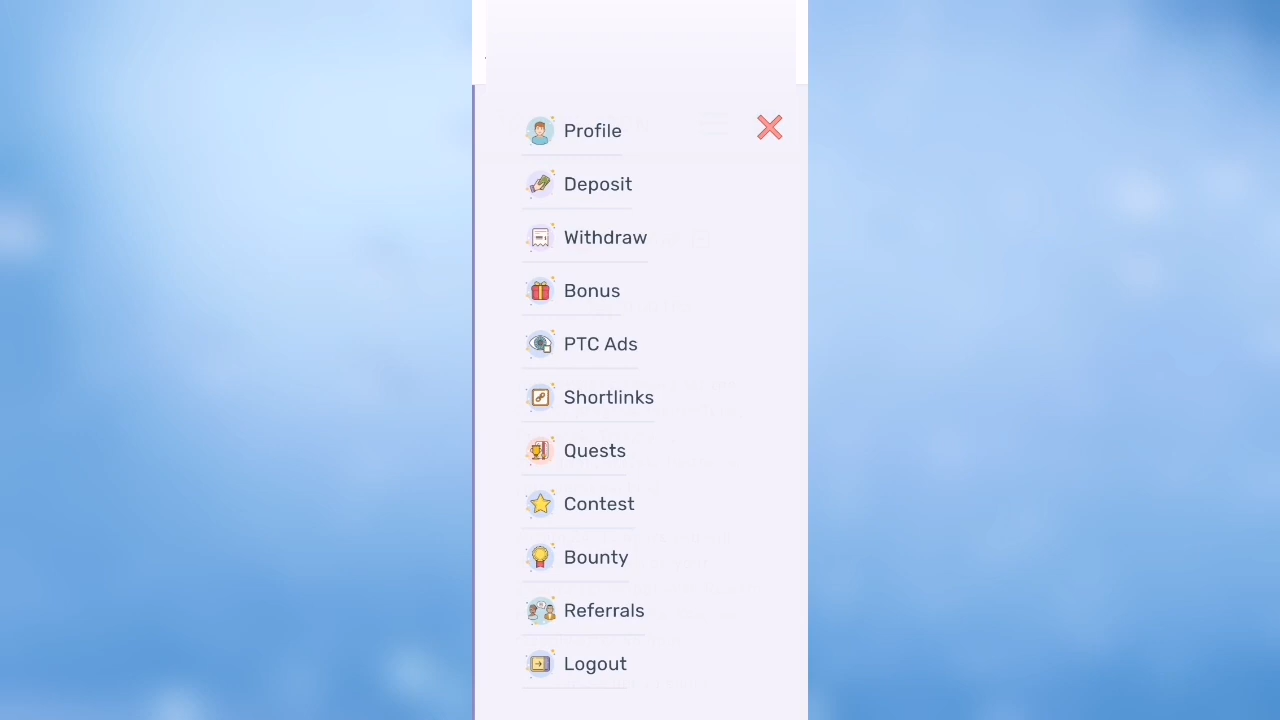 Profile
Deposit
Withdraw
Bonus
PTC Ads
Shortlinks
Quests
Contest
Bounty
Referrals
Logout